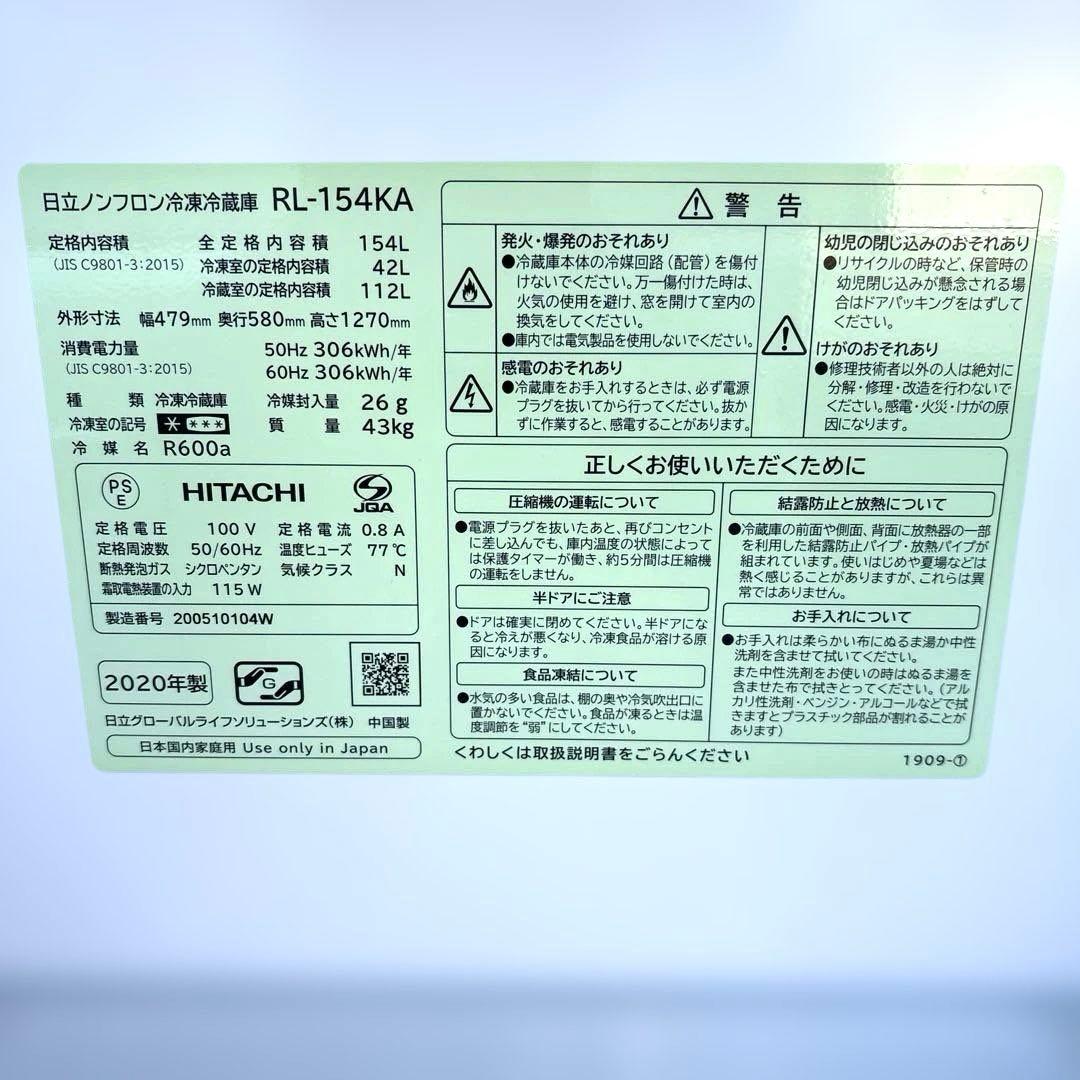 日立ノンフロン冷凍冷蔵庫 RL-154KA
定格内容積 全定格内容積 154L
(JIS C9801-3:2015) 冷凍室の定格内容積 42L
冷蔵室の定格内容積 112L
外形寸法 幅479mm 奥行580mm 高さ1270mm
消費電力量 50Hz 306kWh/年
(JIS C9801-3:2015) 60Hz 306kWh/年
種類 冷凍冷蔵庫 冷媒封入量 26g
冷凍室の記号 * *** 質量 43kg
冷媒名 R600a
PS
E
HITACHI
JQA
定格電圧 100V 定格電流 0.8A
定格周波数 50/60Hz 温度ヒューズ 77℃
断熱発泡ガス シクロペンタン 気候クラス N
霜取電熱装置の入力 115W
製造番号 200510104W
2020年製
G
日立グローバルライフソリューションズ(株) 中国製
日本国内家庭用 Use only in Japan
警告
発火・爆発のおそれあり
●冷蔵庫本体の冷媒回路(配管)を傷付
けないでください。万一傷付けた時は、
火気の使用を避け、窓を開けて室内の
換気をしてください。
●庫内では電気製品を使用しないでください。
感電のおそれあり
●冷蔵庫をお手入れするときは、必ず電源
プラグを抜いてから行ってください。抜か
ずに作業すると、感電することがあります。
幼児の閉じ込みのおそれあり
●リサイクルの時など、保管時の
幼児閉じ込みが懸念される場
合はドアパッキングをはずして
ください。
けがのおそれあり
●修理技術者以外の人は絶対に
分解・修理・改造を行わないで
ください。感電・火災・けがの原
因になります。
正しくお使いいただくために
圧縮機の運転について
●電源プラグを抜いたあと、再びコンセント
に差し込んでも、庫内温度の状態によって
は保護タイマーが働き、約5分間は圧縮機
の運転をしません。
半ドアにご注意
●ドアは確実に閉めてください。半ドアにな
ると冷えが悪くなり、冷凍食品が溶ける原
因になります。
食品凍結について
●水気の多い食品は、棚の奥や冷気吹出口に
置かないでください。食品が凍るときは温
度調節を“弱”にしてください。
結露防止と放熱について
●冷蔵庫の前面や側面、背面に放熱器の一部
を利用した結露防止パイプ・放熱パイプが
組まれています。使いはじめや夏場などは
熱く感じることがありますが、これらは異
常ではありません。
お手入れについて
●お手入れは柔らかい布にぬるま湯か中性
洗剤を含ませて拭いてください。
また中性洗剤をお使いの時はぬるま湯を
含ませた布で拭きとってください。(アル
カリ性洗剤・ベンジン・アルコールなどで拭
きますとプラスチック部品が割れることが
あります)
くわしくは取扱説明書をごらんください
1909-①